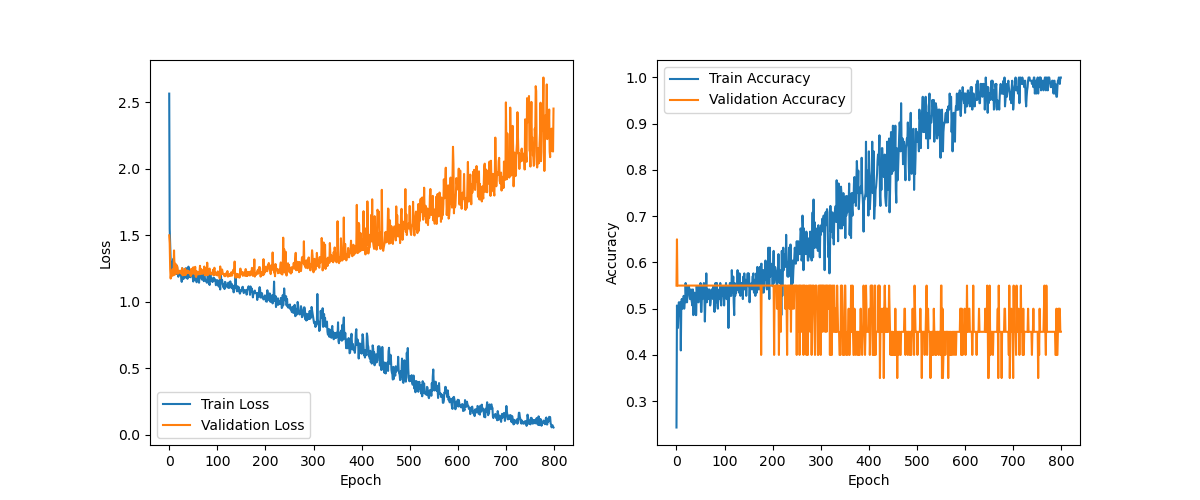 Loss
2.5
2.0
1.5
1.0
0.5
0.0
Train Loss
Validation Loss
0 100 200 300 400 500 600 700 800
Epoch
Accuracy
1.0
0.9
0.8
0.7
0.6
0.5
0.4
0.3
Train Accuracy
Validation Accuracy
0 100 200 300 400 500 600 700 800
Epoch